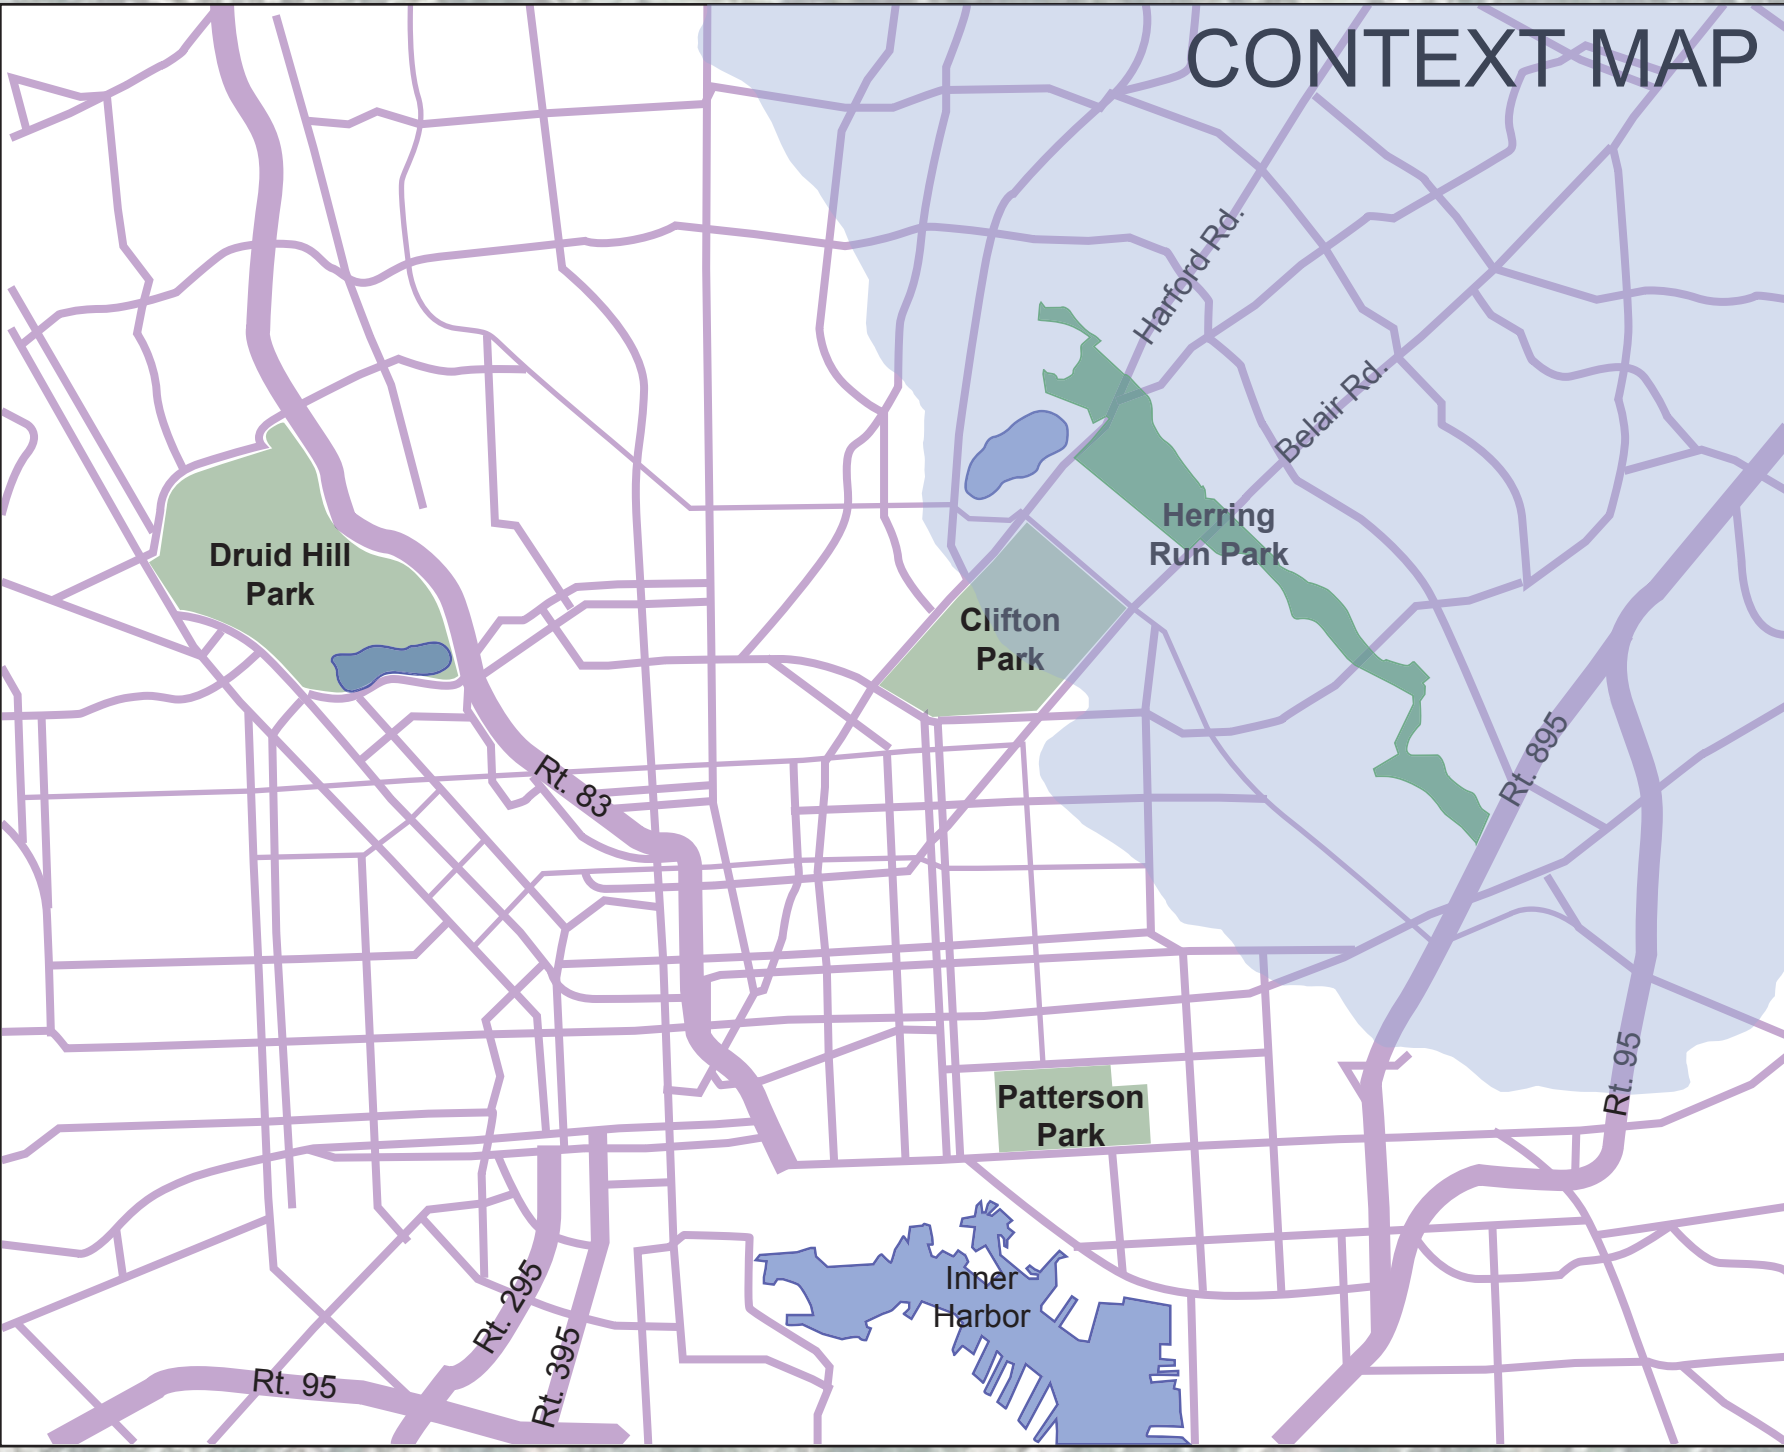 CONTEXT MAP
Harford Rd.
Belair Rd.
Herring
Run Park
Druid Hill
Park
Clifton
Park
Rt. 83
Rt. 895
Rt. 95
Patterson
Park
Inner
Harbor
Rt. 295
Rt. 395
Rt. 95